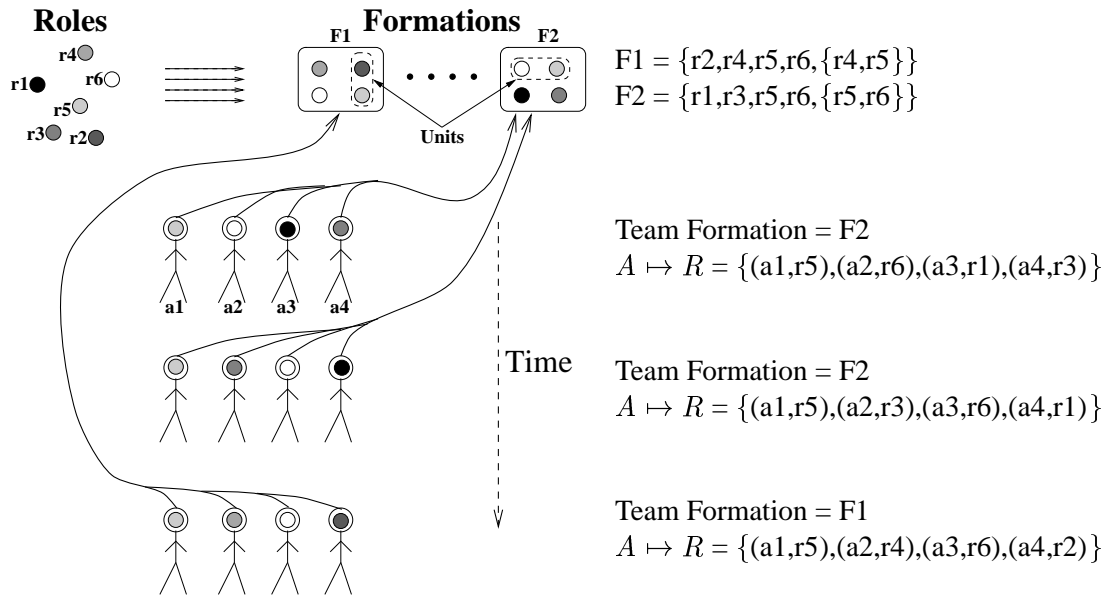 Roles
Formations
r4
r1
r6
r5
r3
r2
F1
F2
Units
F1 = {r2,r4,r5,r6,{r4,r5}}
F2 = {r1,r3,r5,r6,{r5,r6}}
a1 a2 a3 a4
Time
Team Formation = F2
A ↦ R = {(a1,r5),(a2,r6),(a3,r1),(a4,r3)}
Team Formation = F2
A ↦ R = {(a1,r5),(a2,r3),(a3,r6),(a4,r1)}
Team Formation = F1
A ↦ R = {(a1,r5),(a2,r4),(a3,r6),(a4,r2)}